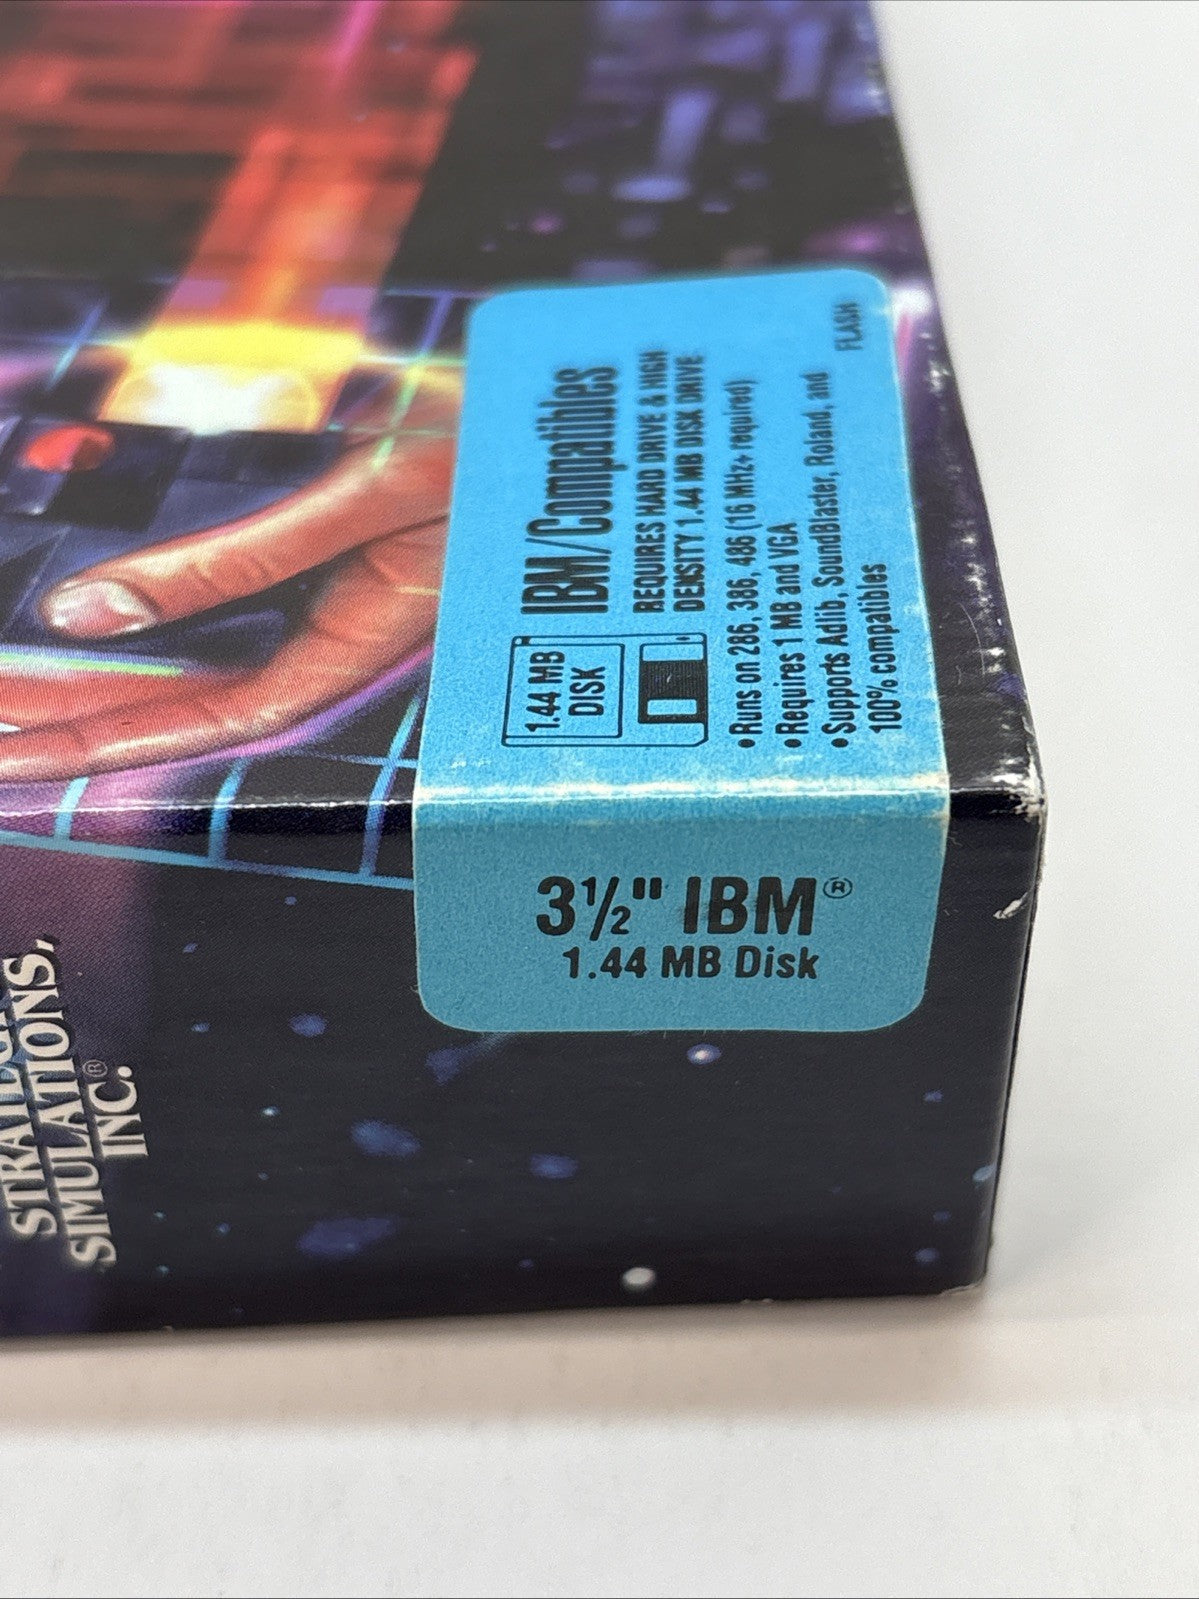 1.44 MB
DISK
IBM/Compatibles
REQUIRES HARD DRIVE & HIGH
DENSITY 1.44 MB DISK DRIVE
•Runs on 286, 386, 486 (16 MHz+ required)
•Requires 1 MB and VGA
•Supports Adlib, SoundBlaster, Roland, and
100% compatibles
FLASH
3½" IBM®
1.44 MB Disk
SIMULATIONS,
INC.®